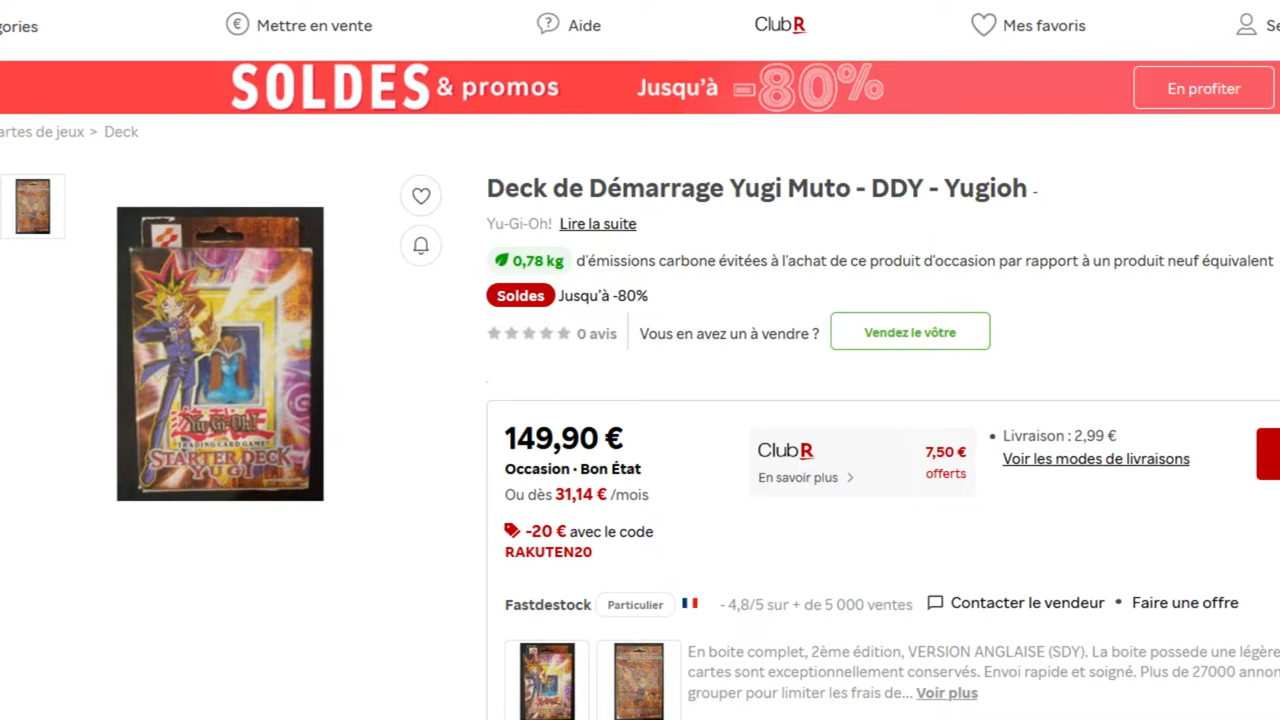 gories
Mettre en vente
Aide
Club R
Mes favoris
Se
SOLDES & promos Jusqu'à -80% En profiter
artes de jeux > Deck
Deck de Démarrage Yugi Muto - DDY - Yugioh -
Yu-Gi-Oh! Lire la suite
0,78 kg d'émissions carbone évitées à l'achat de ce produit d'occasion par rapport à un produit neuf équivalent
Soldes Jusqu'à -80%
0 avis Vous en avez un à vendre ? Vendez le vôtre
Yu-Gi-Oh!
TRADING CARD GAME
STARTER DECK
YUGI
149,90 €
Occasion · Bon État
Ou dès 31,14 € /mois
-20 € avec le code
RAKUTEN20
Club R 7,50 €
En savoir plus > offerts
• Livraison : 2,99 €
Voir les modes de livraisons
Fastdestock Particulier - 4,8/5 sur + de 5 000 ventes Contacter le vendeur • Faire une offre
En boite complet, 2ème édition, VERSION ANGLAISE (SDY). La boite possede une légère
cartes sont exceptionnellement conservés. Envoi rapide et soigné. Plus de 27000 annon
grouper pour limiter les frais de... Voir plus